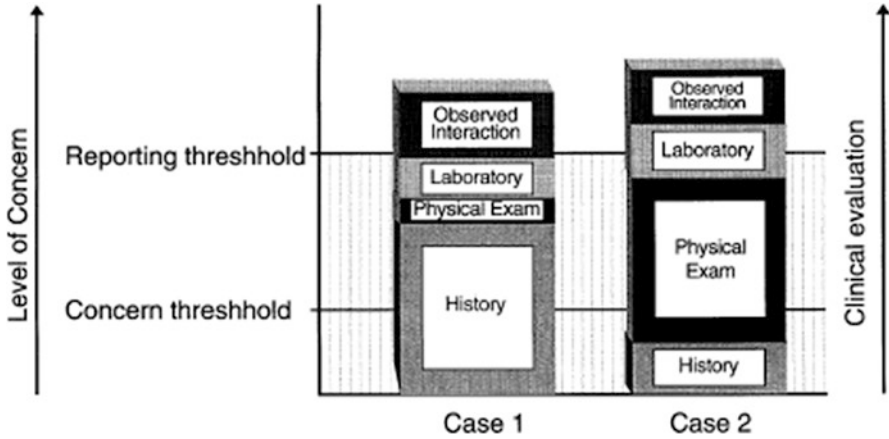 Level of Concern
Reporting threshhold
Concern threshhold
Observed
Interaction
Laboratory
Physical Exam
History
Case 1
Observed
Interaction
Laboratory
Physical
Exam
History
Case 2
Clinical evaluation